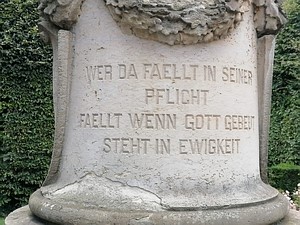 WER DA FAELLT IN SEINER
PFLICHT
FAELLT WENN GOTT GEBEUT
STEHT IN EWIGKEIT